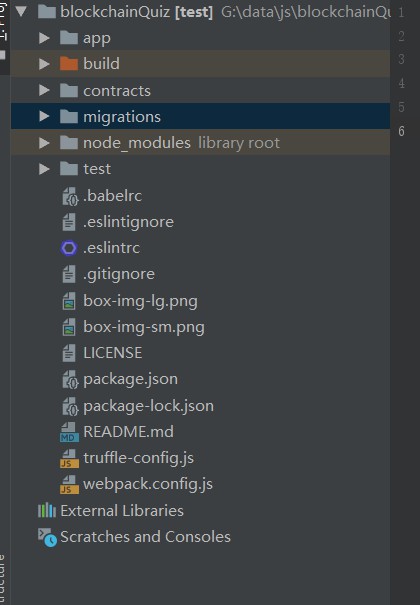 blockchainQuiz [test] G:\data\js\blockchainQu
app
build
contracts
migrations
node_modules library root
test
.babelrc
.eslintignore
.eslintrc
.gitignore
box-img-lg.png
box-img-sm.png
LICENSE
package.json
package-lock.json
README.md
truffle-config.js
webpack.config.js
External Libraries
Scratches and Consoles
1
2
3
4
5
6
ructure